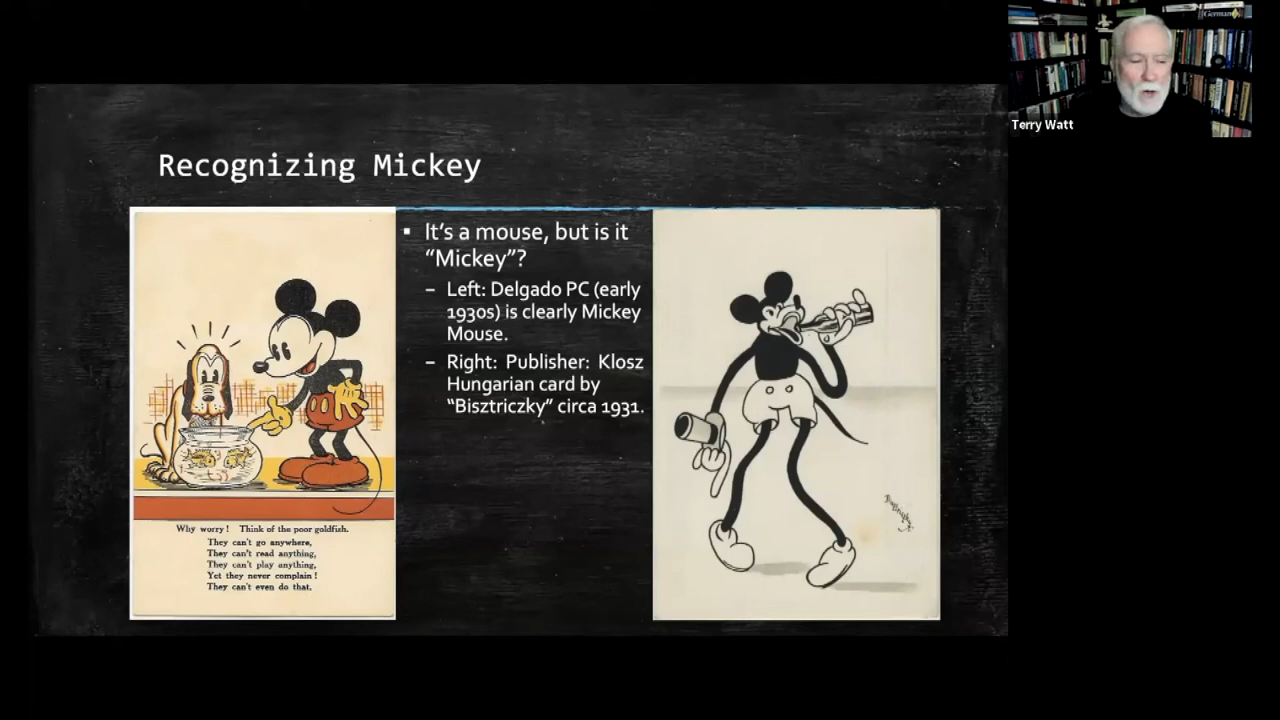 German
Terry Watt
Recognizing Mickey
▪ It's a mouse, but is it
“Mickey”?
– Left: Delgado PC (early
1930s) is clearly Mickey
Mouse.
– Right: Publisher: Klosz
Hungarian card by
“Bisztriczky” circa 1931.
Why worry! Think of the poor goldfish.
They can't go anywhere,
They can't read anything,
They can't play anything,
Yet they never complain!
They can't even do that.